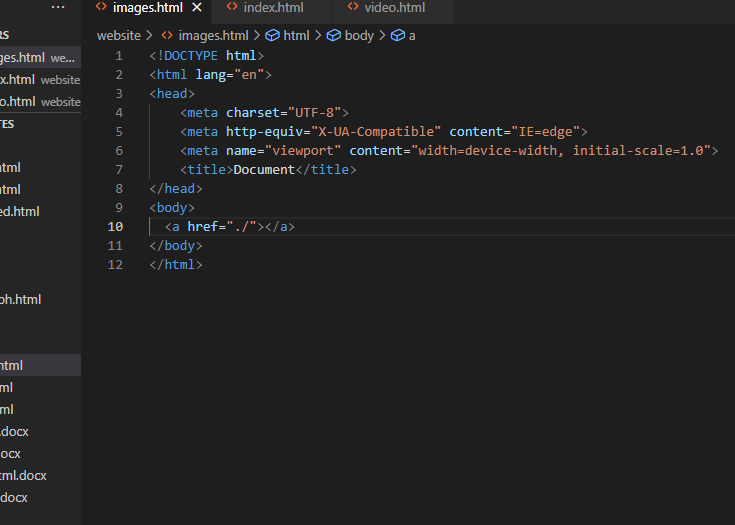 ... images.html × index.html video.html
RS website > images.html > html > body > a
ges.html we...
x.html website
o.html website
TES
html
html
ed.html
ph.html
html
ml
ml
.docx
ocx
tml.docx
docx
1 <!DOCTYPE html>
2 <html lang="en">
3 <head>
4 <meta charset="UTF-8">
5 <meta http-equiv="X-UA-Compatible" content="IE=edge">
6 <meta name="viewport" content="width=device-width, initial-scale=1.0">
7 <title>Document</title>
8 </head>
9 <body>
10 <a href="./"></a>
11 </body>
12 </html>